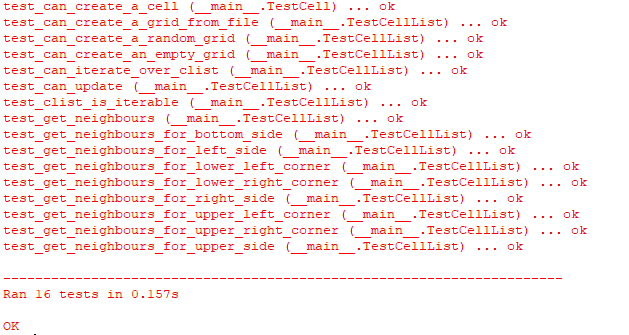 test_can_create_a_cell (__main__.TestCell) ... ok
test_can_create_a_grid_from_file (__main__.TestCellList) ... ok
test_can_create_a_random_grid (__main__.TestCellList) ... ok
test_can_create_an_empty_grid (__main__.TestCellList) ... ok
test_can_iterate_over_clist (__main__.TestCellList) ... ok
test_can_update (__main__.TestCellList) ... ok
test_clist_is_iterable (__main__.TestCellList) ... ok
test_get_neighbours (__main__.TestCellList) ... ok
test_get_neighbours_for_bottom_side (__main__.TestCellList) ... ok
test_get_neighbours_for_left_side (__main__.TestCellList) ... ok
test_get_neighbours_for_lower_left_corner (__main__.TestCellList) ... ok
test_get_neighbours_for_lower_right_corner (__main__.TestCellList) ... ok
test_get_neighbours_for_right_side (__main__.TestCellList) ... ok
test_get_neighbours_for_upper_left_corner (__main__.TestCellList) ... ok
test_get_neighbours_for_upper_right_corner (__main__.TestCellList) ... ok
test_get_neighbours_for_upper_side (__main__.TestCellList) ... ok
----------------------------------------------------------------------
Ran 16 tests in 0.157s
OK